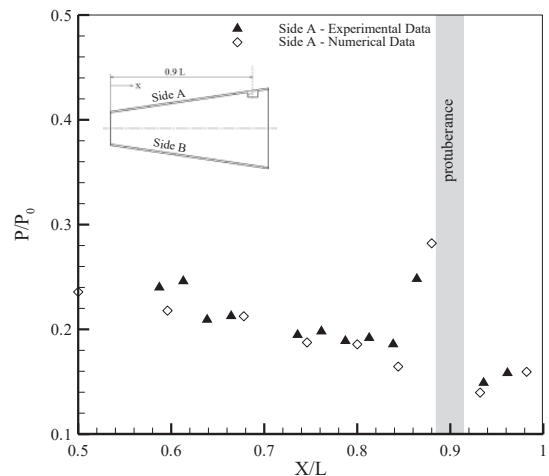 Side A - Experimental Data
Side A - Numerical Data
0.9 L
x
Side A
Side B
protuberance
P/P0
0.5
0.4
0.3
0.2
0.1
0.5
0.6
0.7
0.8
0.9
1
X/L